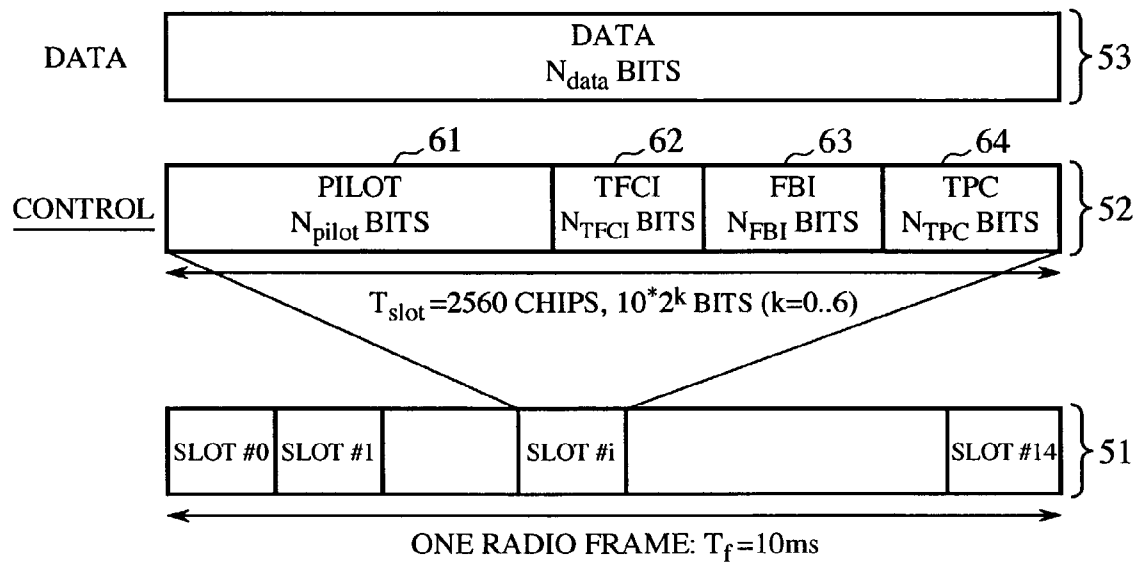 DATA
DATA
N_data BITS
53
61
62
63
64
CONTROL
PILOT
N_pilot BITS
TFCI
N_TFCI BITS
FBI
N_FBI BITS
TPC
N_TPC BITS
52
T_slot=2560 CHIPS, 10*2^k BITS (k=0..6)
SLOT #0
SLOT #1
SLOT #i
SLOT #14
51
ONE RADIO FRAME: T_f=10ms